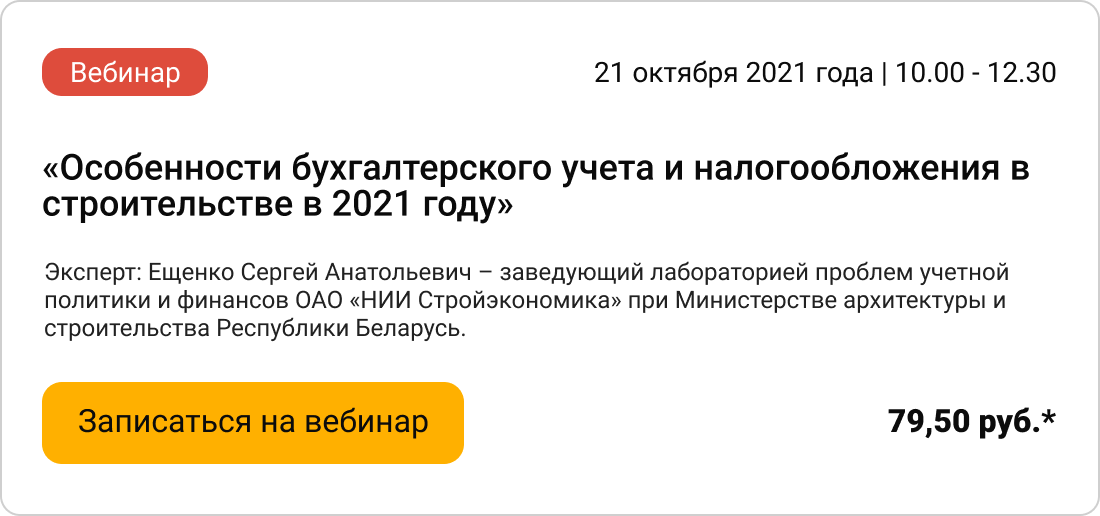 Вебинар
21 октября 2021 года | 10.00 - 12.30
«Особенности бухгалтерского учета и налогообложения в
строительстве в 2021 году»
Эксперт: Ещенко Сергей Анатольевич – заведующий лабораторией проблем учетной
политики и финансов ОАО «НИИ Стройэкономика» при Министерстве архитектуры и
строительства Республики Беларусь.
Записаться на вебинар
79,50 руб.*